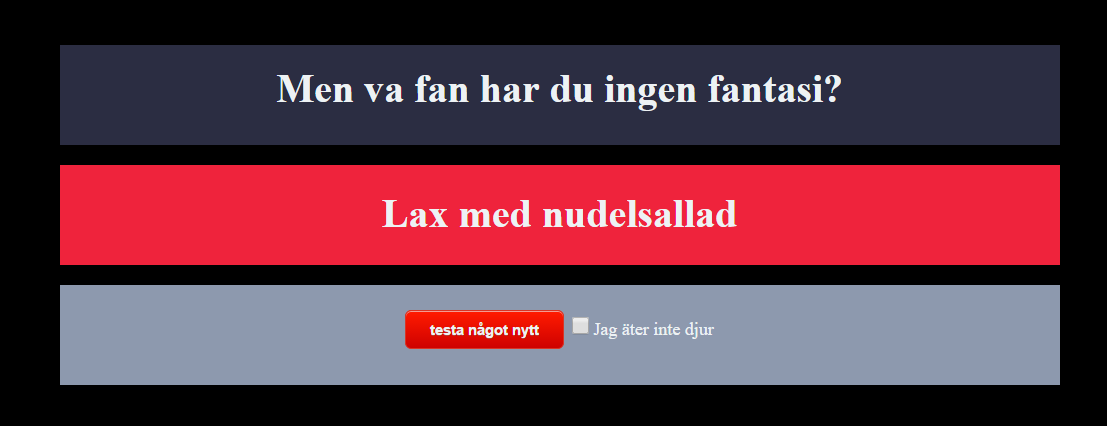 Men va fan har du ingen fantasi?
Lax med nudelsallad
testa något nytt Jag äter inte djur